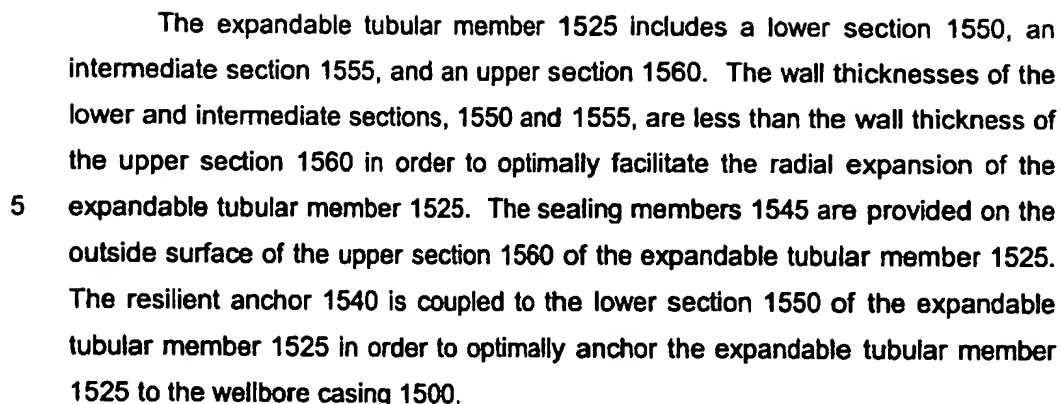 The expandable tubular member 1525 includes a lower section 1550, an
intermediate section 1555, and an upper section 1560. The wall thicknesses of the
lower and intermediate sections, 1550 and 1555, are less than the wall thickness of
the upper section 1560 in order to optimally facilitate the radial expansion of the
5 expandable tubular member 1525. The sealing members 1545 are provided on the
outside surface of the upper section 1560 of the expandable tubular member 1525.
The resilient anchor 1540 is coupled to the lower section 1550 of the expandable
tubular member 1525 in order to optimally anchor the expandable tubular member
1525 to the wellbore casing 1500.